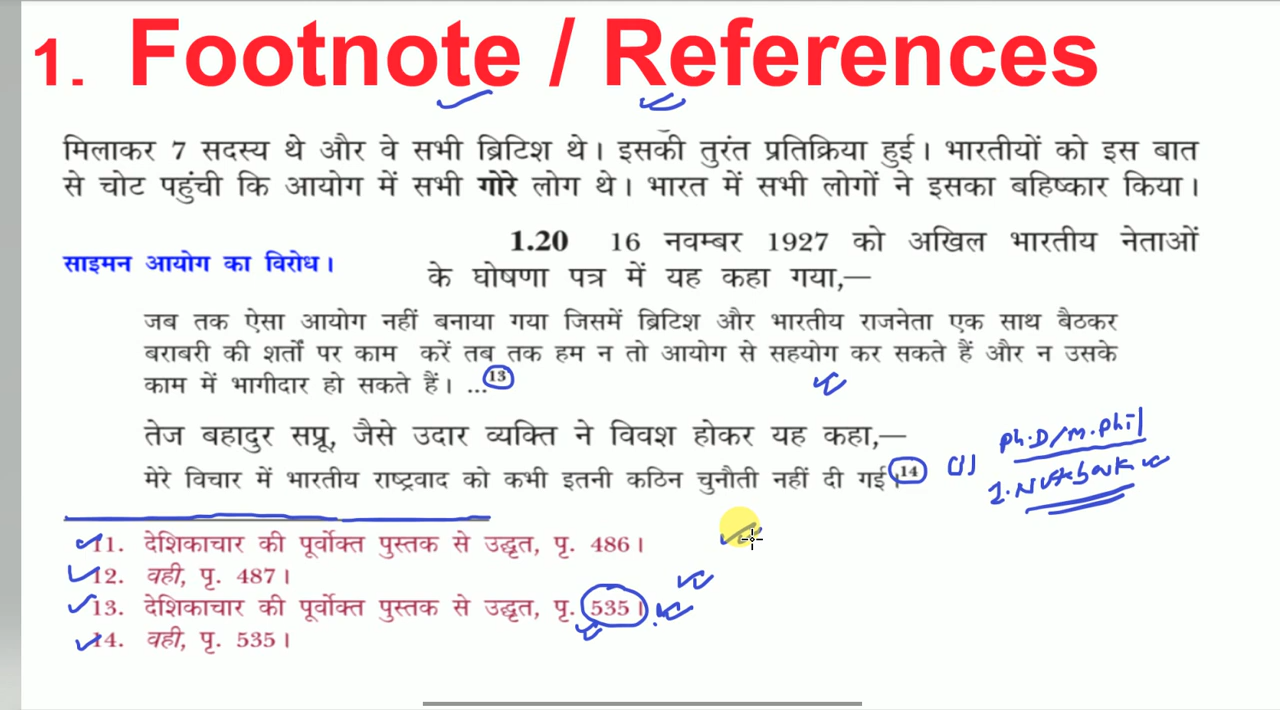 1. Footnote / References
मिलाकर 7 सदस्य थे और वे सभी ब्रिटिश थे। इसकी तुरंत प्रतिक्रिया हुई। भारतीयों को इस बात
से चोट पहुंची कि आयोग में सभी गोरे लोग थे। भारत में सभी लोगों ने इसका बहिष्कार किया।
साइमन आयोग का विरोध।
1.20 16 नवम्बर 1927 को अखिल भारतीय नेताओं
के घोषणा पत्र में यह कहा गया,—
जब तक ऐसा आयोग नहीं बनाया गया जिसमें ब्रिटिश और भारतीय राजनेता एक साथ बैठकर
बराबरी की शर्तों पर काम करें तब तक हम न तो आयोग से सहयोग कर सकते हैं और न उसके
काम में भागीदार हो सकते हैं। ...13
तेज बहादुर सप्रू, जैसे उदार व्यक्ति ने विवश होकर यह कहा,—
मेरे विचार में भारतीय राष्ट्रवाद को कभी इतनी कठिन चुनौती नहीं दी गई।14
(1) Ph.D/M.Phil
11. देशिकाचार की पूर्वोक्त पुस्तक से उद्धृत, पृ. 486।
12. वही, पृ. 487।
13. देशिकाचार की पूर्वोक्त पुस्तक से उद्धृत, पृ. 535।
14. वही, पृ. 535।